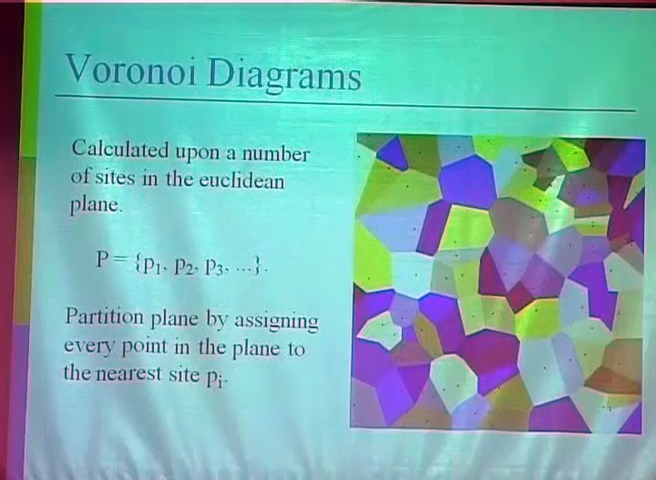 Voronoi Diagrams
Calculated upon a number
of sites in the euclidean
plane.
P = {p₁, p₂, p₃, ...}.
Partition plane by assigning
every point in the plane to
the nearest site pᵢ.